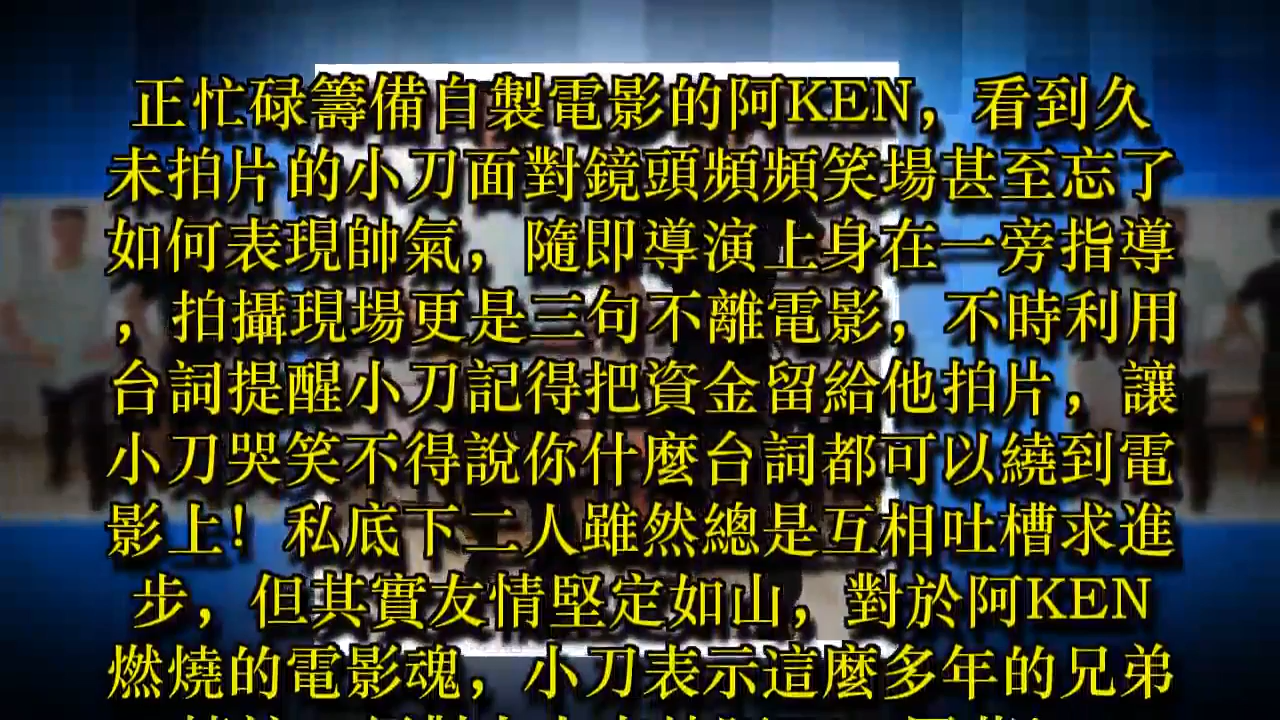 正忙碌籌備自製電影的阿KEN，看到久
未拍片的小刀面對鏡頭頻頻笑場甚至忘了
如何表現帥氣，隨即導演上身在一旁指導
，拍攝現場更是三句不離電影，不時利用
台詞提醒小刀記得把資金留給他拍片，讓
小刀哭笑不得說你什麼台詞都可以繞到電
影上！私底下二人雖然總是互相吐槽求進
步，但其實友情堅定如山，對於阿KEN
燃燒的電影魂，小刀表示這麼多年的兄弟